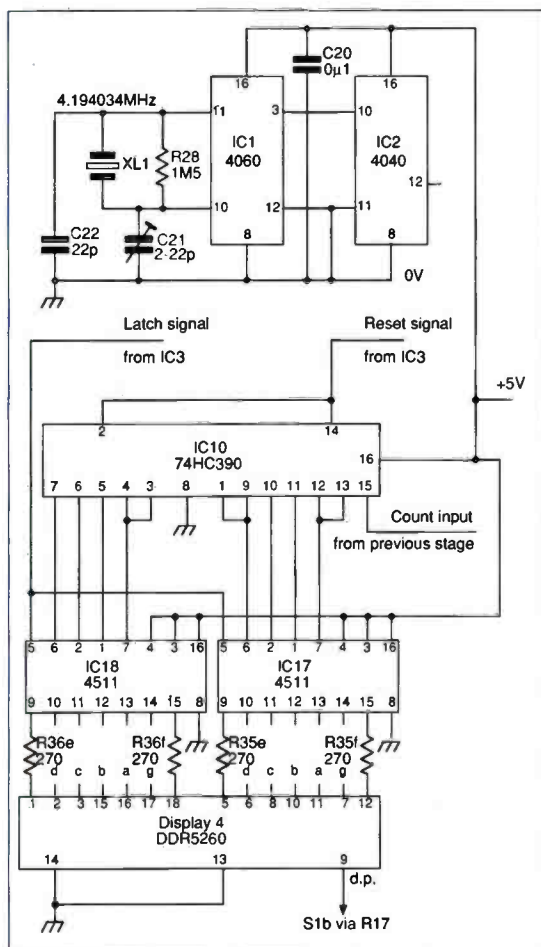 C20
0µ1
16
16
4.194034MHz
11
3
10
IC1
4060
IC2
4040
XL1
R28
1M5
12
10
12
11
C22
22p
C21
2-22p
8
8
0V
Latch signal
from IC3
Reset signal
from IC3
+5V
2
14
IC10
74HC390
16
7 6 5 4 3 8 1 9 10 11 12 13 15
Count input
from previous stage
5 6 2 1 7 4 3 16
5 6 2 1 7 4 3 16
IC18
4511
IC17
4511
9 10 11 12 13 14 15 8
9 10 11 12 13 14 15 8
R36e
270
R36f
270
R35e
270
R35f
270
d c b a g
d c b a g
1 2 3 15 16 17 18
5 6 8 10 11 7 12
Display 4
DDR5260
14
13
9
d.p.
S1b via R17